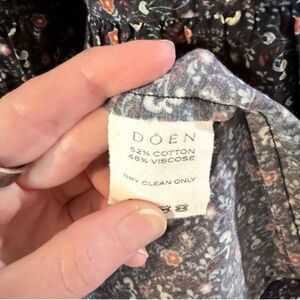 DÔEN
52% COTTON
48% VISCOSE
DRY CLEAN ONLY